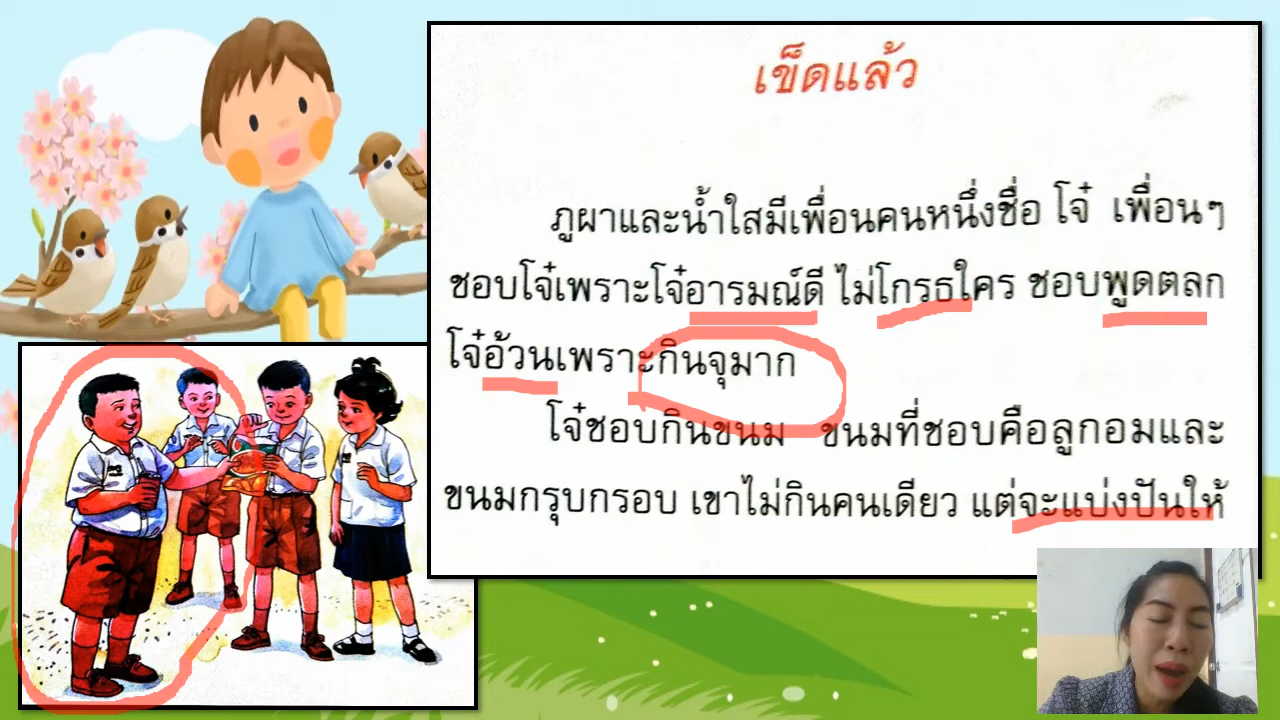 เข็ดแล้ว
ภูผาและน้ำใสมีเพื่อนคนหนึ่งชื่อ โจ๋ เพื่อนๆ
ชอบโจ๋เพราะโจ๋อารมณ์ดี ไม่โกรธใคร ชอบพูดตลก
โจ๋อ้วนเพราะกินจุมาก
โจ๋ชอบกินขนม ขนมที่ชอบคือลูกอมและ
ขนมกรุบกรอบ เขาไม่กินคนเดียว แต่จะแบ่งปันให้